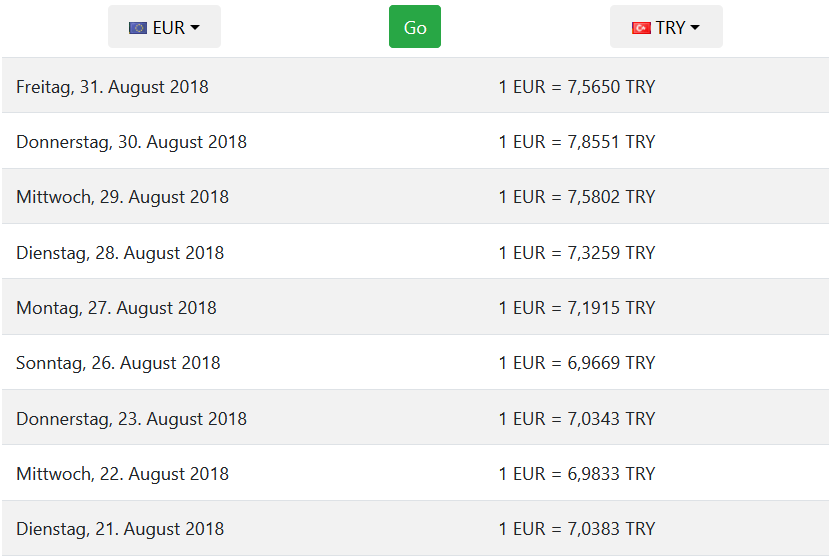 EUR Go TRY
Freitag, 31. August 2018 1 EUR = 7,5650 TRY
Donnerstag, 30. August 2018 1 EUR = 7,8551 TRY
Mittwoch, 29. August 2018 1 EUR = 7,5802 TRY
Dienstag, 28. August 2018 1 EUR = 7,3259 TRY
Montag, 27. August 2018 1 EUR = 7,1915 TRY
Sonntag, 26. August 2018 1 EUR = 6,9669 TRY
Donnerstag, 23. August 2018 1 EUR = 7,0343 TRY
Mittwoch, 22. August 2018 1 EUR = 6,9833 TRY
Dienstag, 21. August 2018 1 EUR = 7,0383 TRY